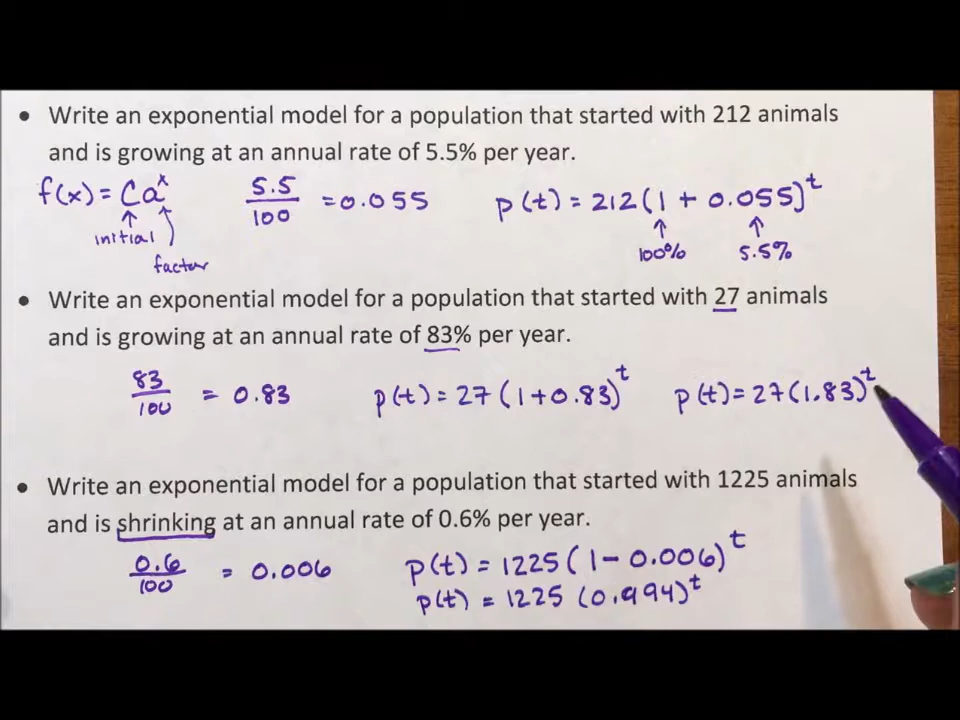 • Write an exponential model for a population that started with 212 animals
and is growing at an annual rate of 5.5% per year.
f(x) = Ca^x    5.5/100 = 0.055    p(t) = 212(1 + 0.055)^t
↑ ↑ ↑ ↑
initial 100% 5.5%
factor
• Write an exponential model for a population that started with 27 animals
and is growing at an annual rate of 83% per year.
83/100 = 0.83    p(t) = 27(1+0.83)^t    p(t) = 27(1.83)^t
• Write an exponential model for a population that started with 1225 animals
and is shrinking at an annual rate of 0.6% per year.
0.6/100 = 0.006    p(t) = 1225(1-0.006)^t
p(t) = 1225(0.994)^t